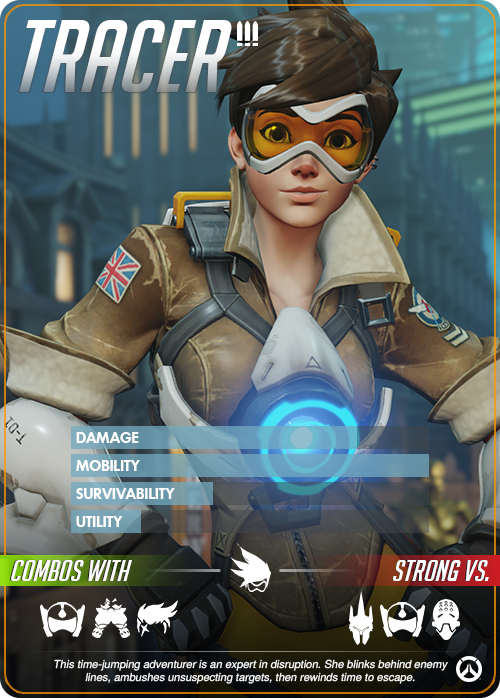 TRACER
DAMAGE
MOBILITY
SURVIVABILITY
UTILITY
T-01
COMBOS WITH
STRONG VS.
This time-jumping adventurer is an expert in disruption. She blinks behind enemy
lines, ambushes unsuspecting targets, then rewinds time to escape.